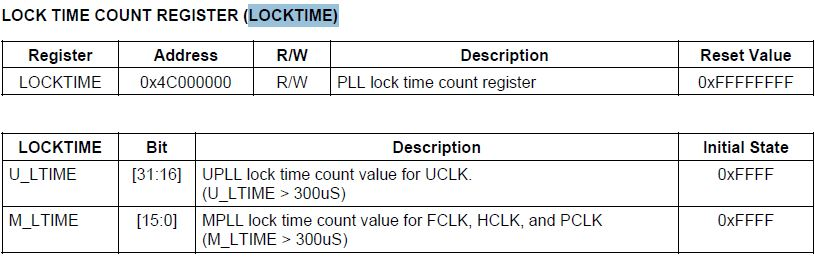 LOCK TIME COUNT REGISTER (LOCKTIME)
Register Address R/W Description Reset Value
LOCKTIME 0x4C000000 R/W PLL lock time count register 0xFFFFFFFF
LOCKTIME Bit Description Initial State
U_LTIME [31:16] UPLL lock time count value for UCLK. 0xFFFF
(U_LTIME > 300uS)
M_LTIME [15:0] MPLL lock time count value for FCLK, HCLK, and PCLK 0xFFFF
(M_LTIME > 300uS)